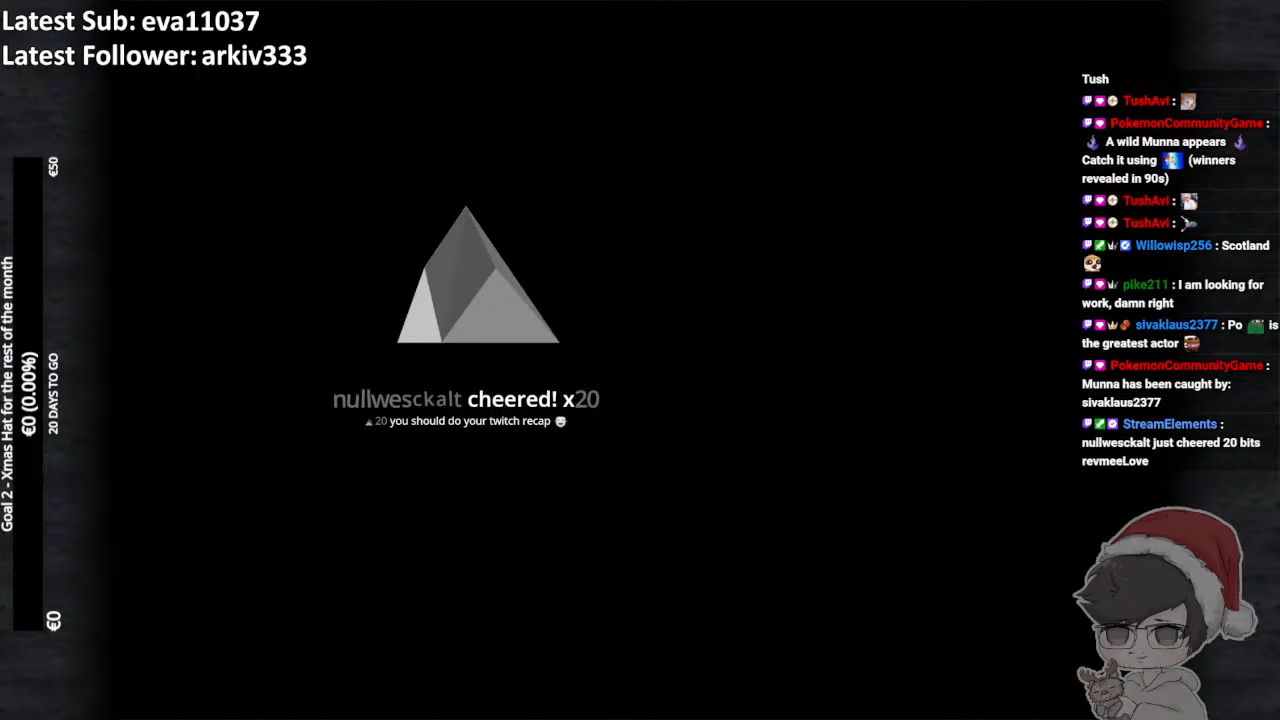 Latest Sub: eva11037
Latest Follower: arkiv333
Goal 2 - Xmas Hat for the rest of the month
€0 (0.00%)
20 DAYS TO GO
€50
€0
nullwesckalt cheered! x20
20 you should do your twitch recap
Tush
TushAvi :
PokemonCommunityGame :
A wild Munna appears
Catch it using (winners
revealed in 90s)
TushAvi :
TushAvi :
Willowisp256 : Scotland
pike211 : I am looking for
work, damn right
sivaklaus2377 : Po is
the greatest actor
PokemonCommunityGame :
Munna has been caught by:
sivaklaus2377
StreamElements :
nullwesckalt just cheered 20 bits
revmeeLove